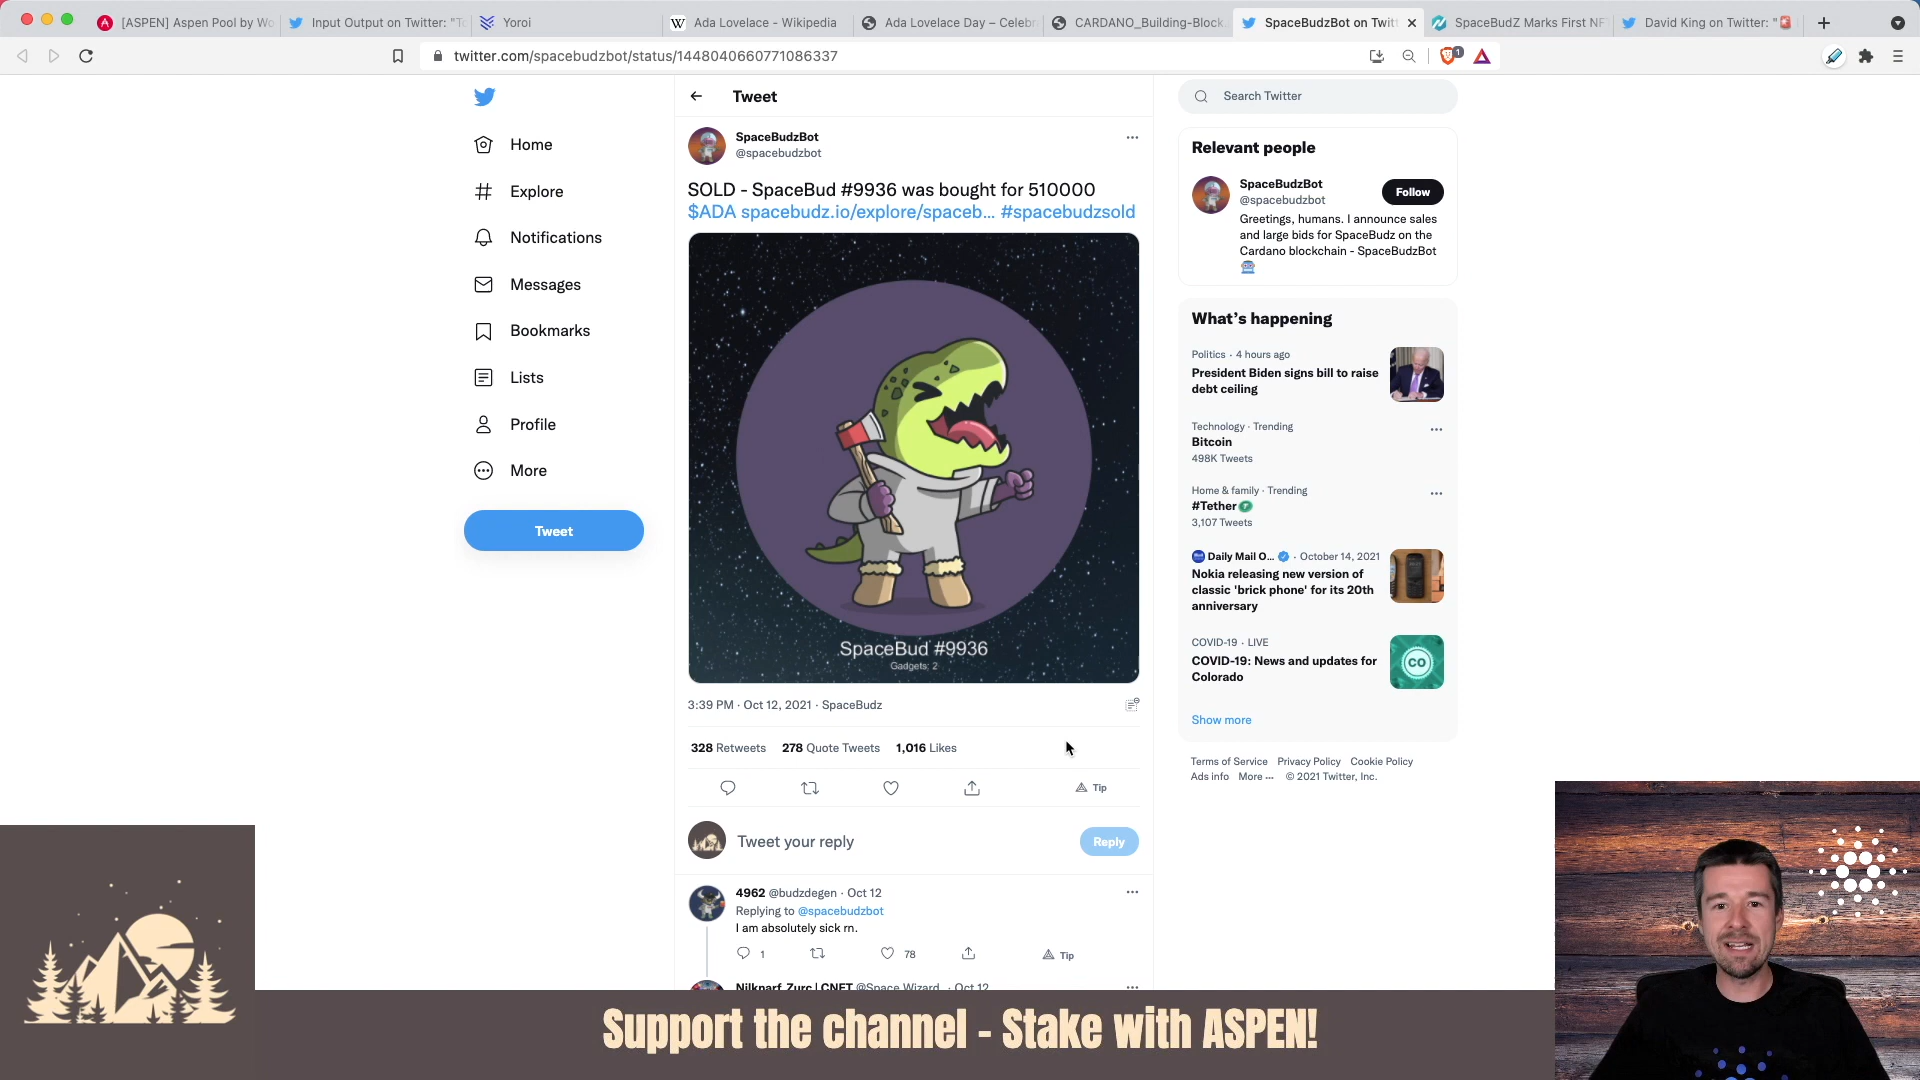 [ASPEN] Aspen Pool by Wo
Input Output on Twitter: "To
Yoroi
Ada Lovelace - Wikipedia
Ada Lovelace Day – Celebr
CARDANO_Building-Block
SpaceBudzBot on Twitt
SpaceBudZ Marks First NFT
David King on Twitter: "
twitter.com/spacebudzbot/status/1448040660771086337
1
Home
Explore
Notifications
Messages
Bookmarks
Lists
Profile
More
Tweet
Tweet
SpaceBudzBot
@spacebudzbot
SOLD - SpaceBud #9936 was bought for 510000
$ADA spacebudz.io/explore/spaceb... #spacebudzsold
SpaceBud #9936
Gadgets: 2
3:39 PM · Oct 12, 2021 · SpaceBudz
328 Retweets 278 Quote Tweets 1,016 Likes
Tip
Tweet your reply
Reply
4962 @budzdegen · Oct 12
Replying to @spacebudzbot
I am absolutely sick rn.
1
78
Tip
Nilknarf_Zurc | CNFT @Space_Wizard_ · Oct 12
Search Twitter
Relevant people
SpaceBudzBot
@spacebudzbot
Follow
Greetings, humans. I announce sales
and large bids for SpaceBudz on the
Cardano blockchain - SpaceBudzBot
What's happening
Politics · 4 hours ago
President Biden signs bill to raise
debt ceiling
Technology · Trending
Bitcoin
498K Tweets
Home & family · Trending
#Tether
3,107 Tweets
Daily Mail O... · October 14, 2021
Nokia releasing new version of
classic 'brick phone' for its 20th
anniversary
COVID-19 · LIVE
COVID-19: News and updates for
Colorado
CO
Show more
Terms of Service Privacy Policy Cookie Policy
Ads info More ··· © 2021 Twitter, Inc.
Support the channel - Stake with ASPEN!